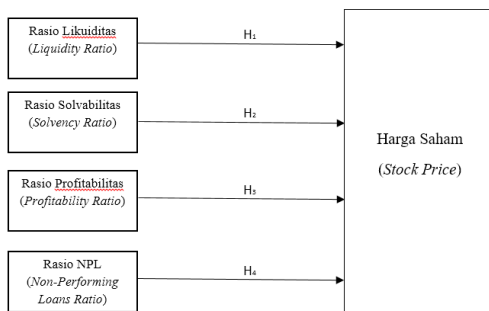 Rasio Likuiditas
(Liquidity Ratio)
H₁
Rasio Solvabilitas
(Solvency Ratio)
H₂
Rasio Profitabilitas
(Profitability Ratio)
H₃
Rasio NPL
(Non-Performing
Loans Ratio)
H₄
Harga Saham
(Stock Price)